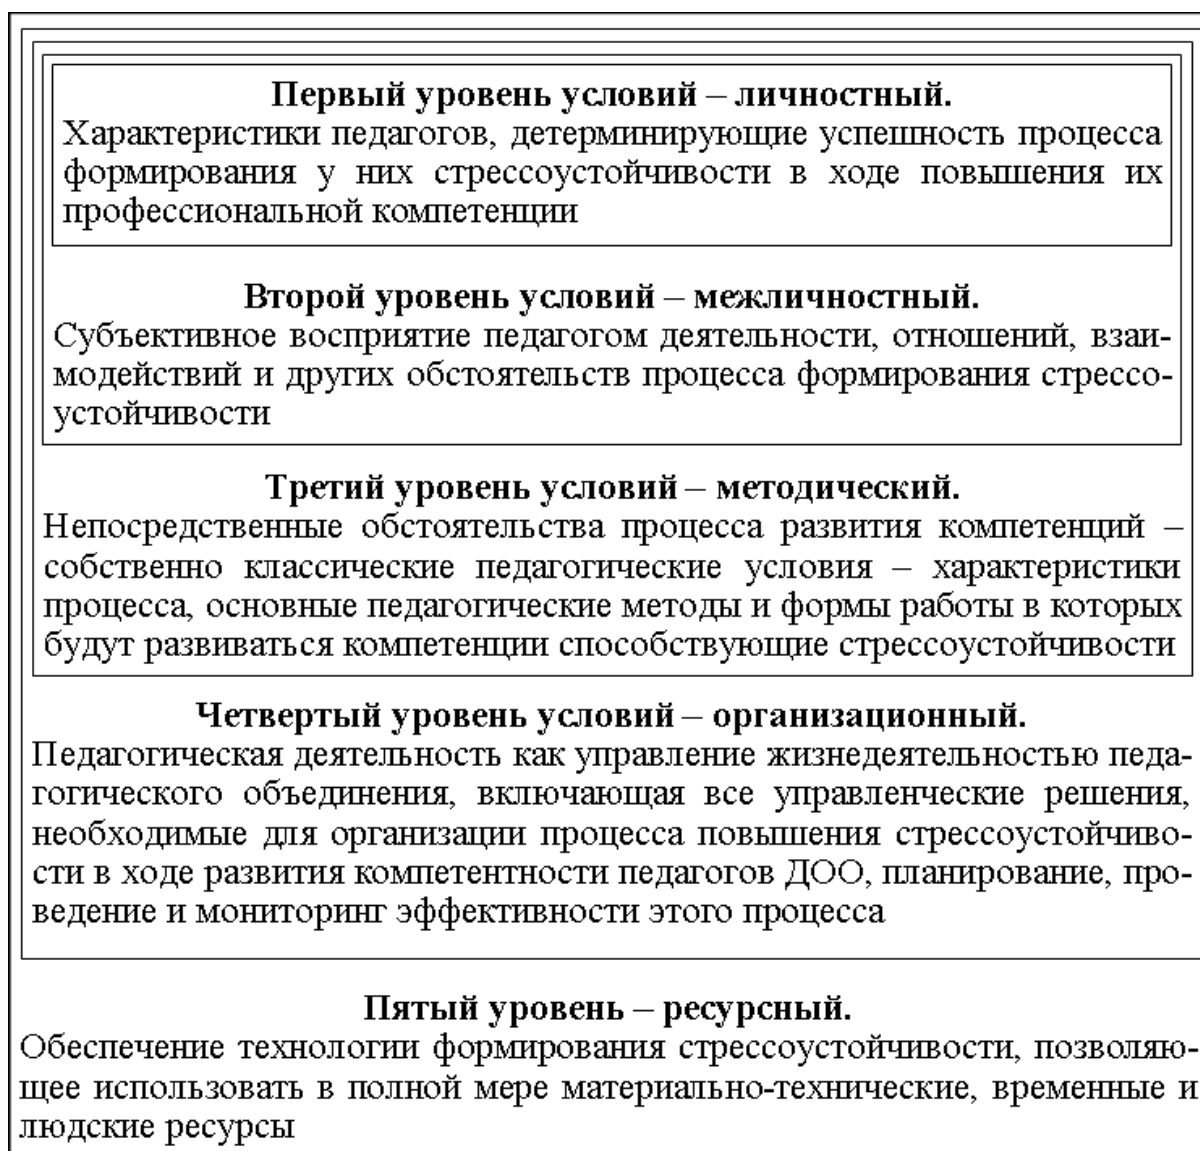 Первый уровень условий – личностный.
Характеристики педагогов, детерминирующие успешность процесса
формирования у них стрессоустойчивости в ходе повышения их
профессиональной компетенции
Второй уровень условий – межличностный.
Субъективное восприятие педагогом деятельности, отношений, взаи-
модействий и других обстоятельств процесса формирования стрессо-
устойчивости
Третий уровень условий – методический.
Непосредственные обстоятельства процесса развития компетенций –
собственно классические педагогические условия – характеристики
процесса, основные педагогические методы и формы работы в которых
будут развиваться компетенции способствующие стрессоустойчивости
Четвертый уровень условий – организационный.
Педагогическая деятельность как управление жизнедеятельностью педа-
гогического объединения, включающая все управленческие решения,
необходимые для организации процесса повышения стрессоустойчиво-
сти в ходе развития компетентности педагогов ДОО, планирование, про-
ведение и мониторинг эффективности этого процесса
Пятый уровень – ресурсный.
Обеспечение технологии формирования стрессоустойчивости, позволяю-
щее использовать в полной мере материально-технические, временные и
людские ресурсы